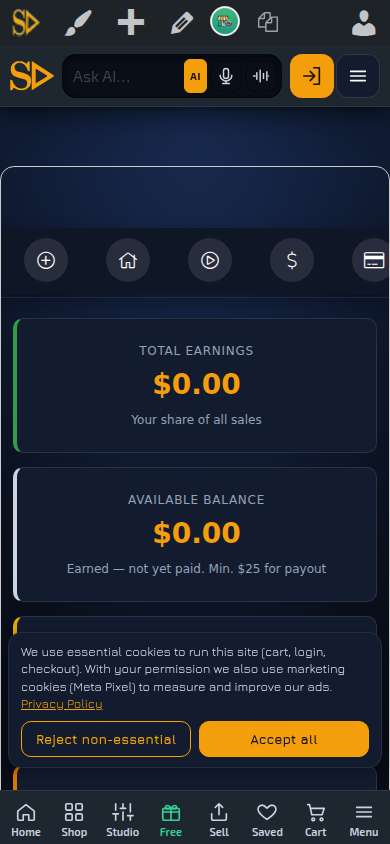 SD
SD
Ask AI...
AI
$
TOTAL EARNINGS
$0.00
Your share of all sales
AVAILABLE BALANCE
$0.00
Earned — not yet paid. Min. $25 for payout
We use essential cookies to run this site (cart, login,
checkout). With your permission we also use marketing
cookies (Meta Pixel) to measure and improve our ads.
Privacy Policy
Reject non-essential
Accept all
Home
Shop
Studio
Free
Sell
Saved
Cart
Menu